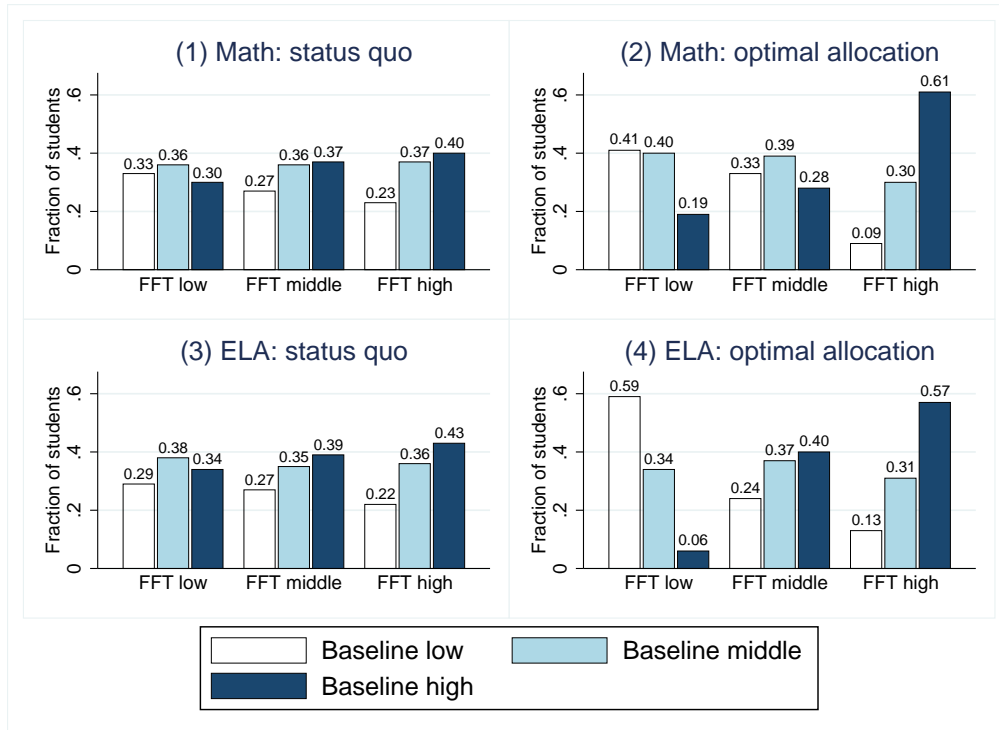 (1) Math: status quo
Fraction of students
0 .2 .4 .6
0.33 0.36 0.30 0.27 0.36 0.37 0.23 0.37 0.40
FFT low FFT middle FFT high
(2) Math: optimal allocation
Fraction of students
0 .2 .4 .6
0.41 0.40 0.19 0.33 0.39 0.28 0.09 0.30 0.61
FFT low FFT middle FFT high
(3) ELA: status quo
Fraction of students
0 .2 .4 .6
0.29 0.38 0.34 0.27 0.35 0.39 0.22 0.36 0.43
FFT low FFT middle FFT high
(4) ELA: optimal allocation
Fraction of students
0 .2 .4 .6
0.59 0.34 0.06 0.24 0.37 0.40 0.13 0.31 0.57
FFT low FFT middle FFT high
Baseline low Baseline middle
Baseline high